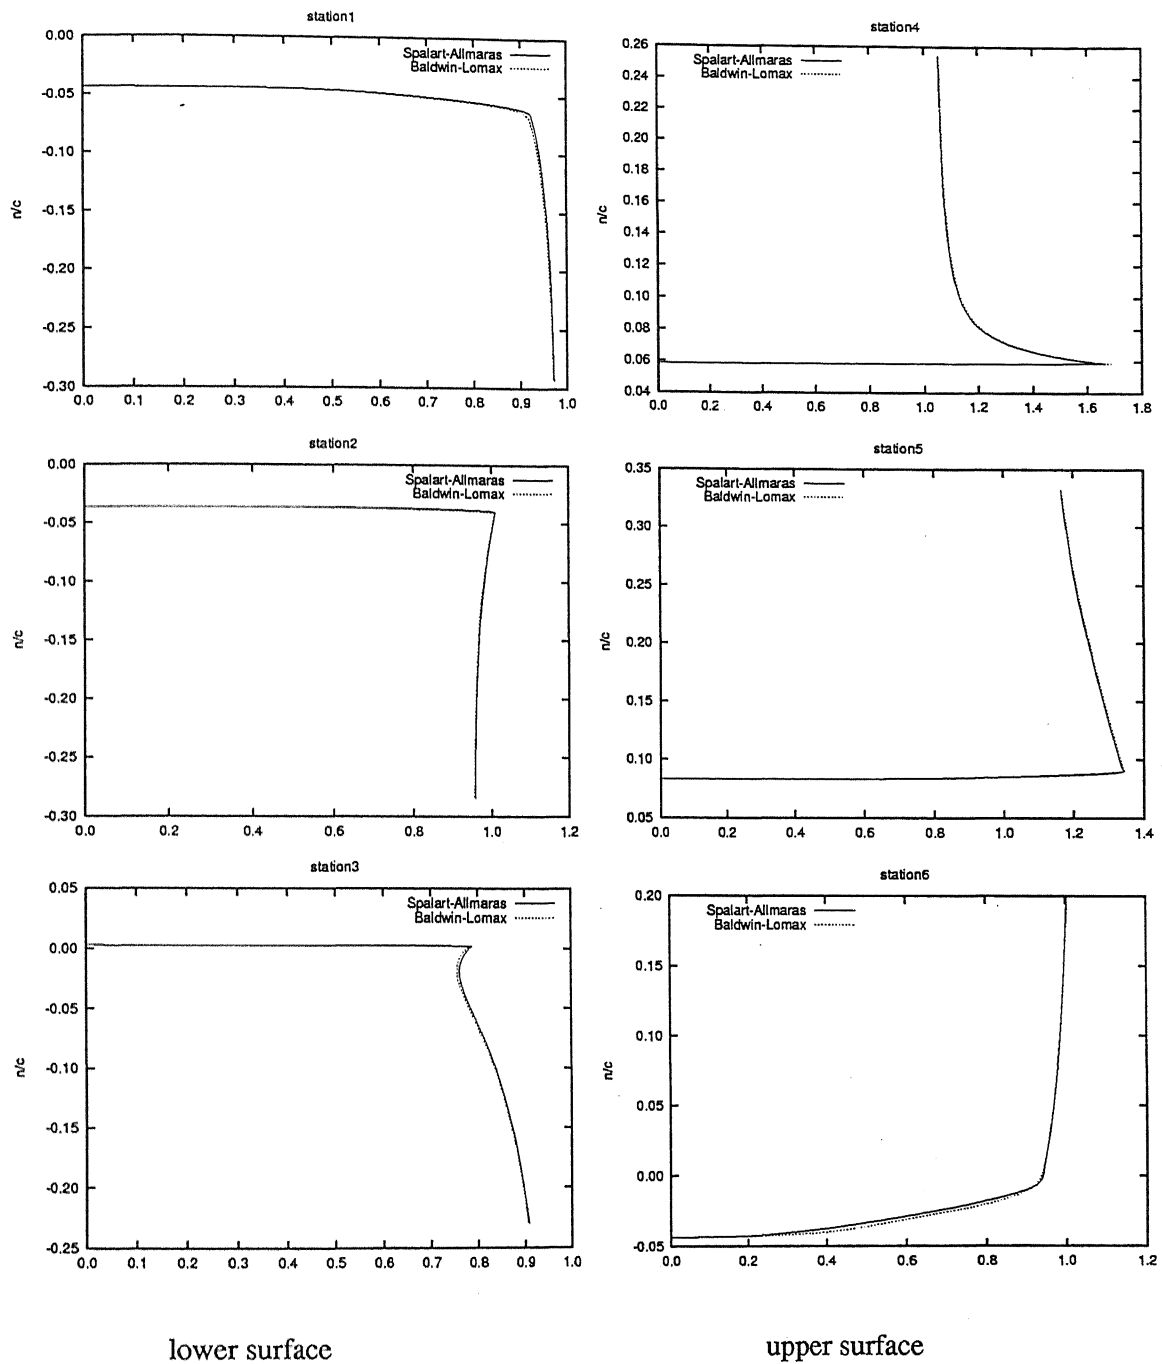 station1
Spalart-Allmaras
Baldwin-Lomax
n/c
0.00
-0.05
-0.10
-0.15
-0.20
-0.25
-0.30
0.0 0.1 0.2 0.3 0.4 0.5 0.6 0.7 0.8 0.9 1.0
station4
Spalart-Allmaras
Baldwin-Lomax
n/c
0.26
0.24
0.22
0.20
0.18
0.16
0.14
0.12
0.10
0.08
0.06
0.04
0.0 0.2 0.4 0.6 0.8 1.0 1.2 1.4 1.6 1.8
station2
Spalart-Allmaras
Baldwin-Lomax
n/c
0.00
-0.05
-0.10
-0.15
-0.20
-0.25
-0.30
0.0 0.2 0.4 0.6 0.8 1.0 1.2
station5
Spalart-Allmaras
Baldwin-Lomax
n/c
0.35
0.30
0.25
0.20
0.15
0.10
0.05
0.0 0.2 0.4 0.6 0.8 1.0 1.2 1.4
station3
Spalart-Allmaras
Baldwin-Lomax
n/c
0.05
0.00
-0.05
-0.10
-0.15
-0.20
-0.25
0.0 0.1 0.2 0.3 0.4 0.5 0.6 0.7 0.8 0.9 1.0
station6
Spalart-Allmaras
Baldwin-Lomax
n/c
0.20
0.15
0.10
0.05
0.00
-0.05
0.0 0.2 0.4 0.6 0.8 1.0 1.2
lower surface
upper surface